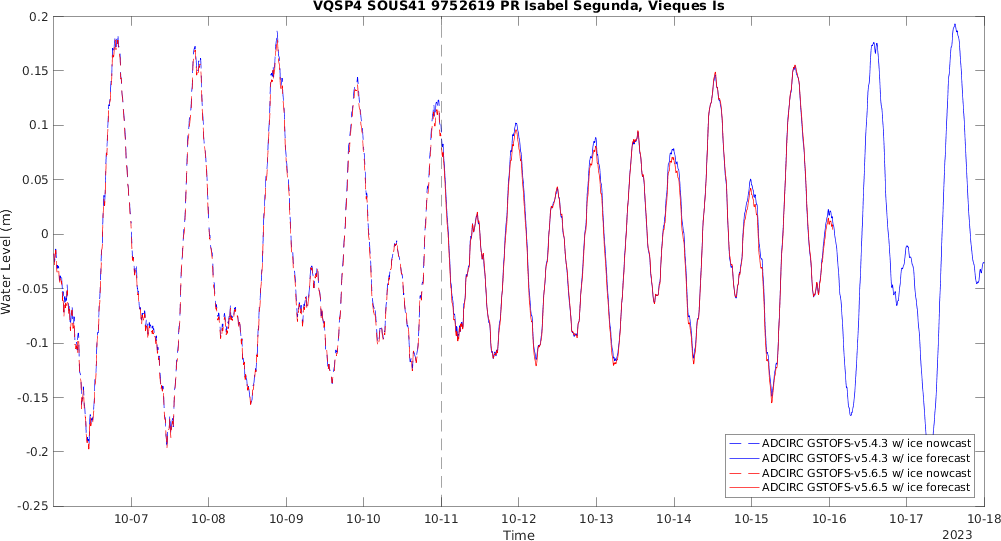 VQSP4 SOUS41 9752619 PR Isabel Segunda, Vieques Is
0.2
0.15
0.1
0.05
0
-0.05
-0.1
-0.15
-0.2
-0.25
Water Level (m)
ADCIRC GSTOFS-v5.4.3 w/ ice nowcast
ADCIRC GSTOFS-v5.4.3 w/ ice forecast
ADCIRC GSTOFS-v5.6.5 w/ ice nowcast
ADCIRC GSTOFS-v5.6.5 w/ ice forecast
10-07 10-08 10-09 10-10 10-11 10-12 10-13 10-14 10-15 10-16 10-17 10-18
Time
2023